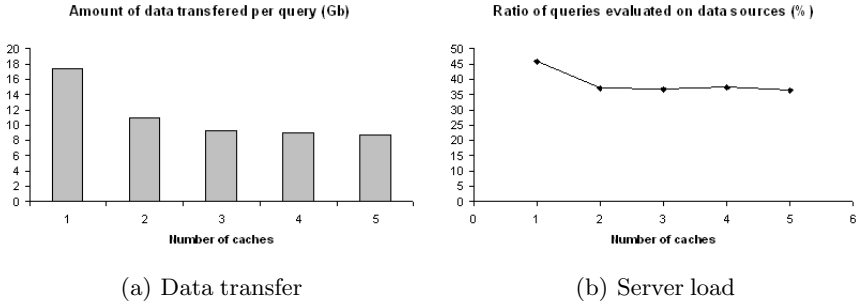 Amount of data transfered per query (Gb)
20
18
16
14
12
10
8
6
4
2
0
1 2 3 4 5
Number of caches
(a) Data transfer
Ratio of queries evaluated on data sources (%)
50
45
40
35
30
25
20
15
10
5
0
0 1 2 3 4 5 6
Number of caches
(b) Server load